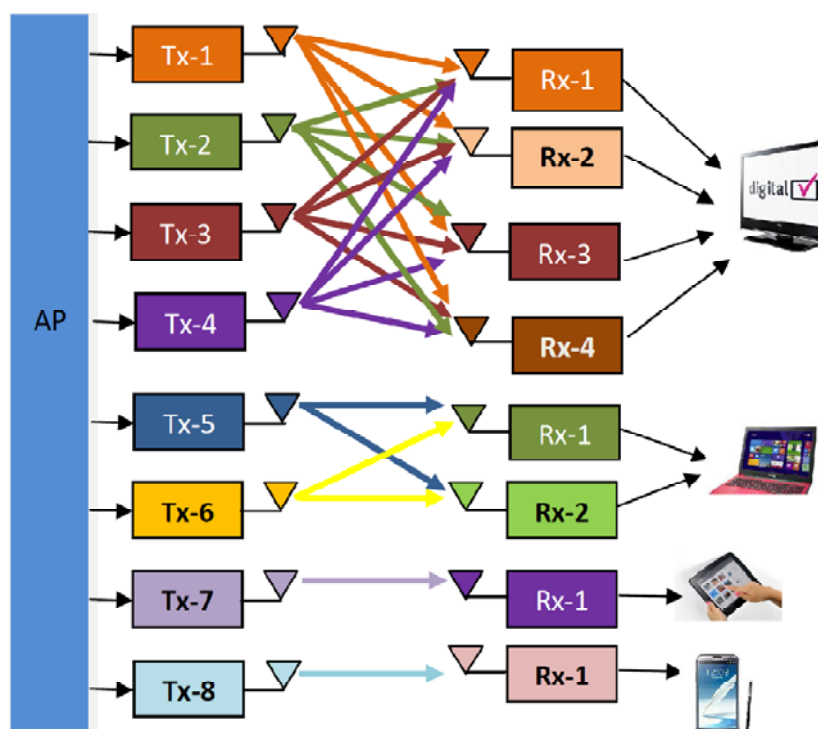 AP
Tx-1
Rx-1
Tx-2
Rx-2
digital
Tx-3
Rx-3
Tx-4
Rx-4
Tx-5
Rx-1
Tx-6
Rx-2
Tx-7
Rx-1
Tx-8
Rx-1